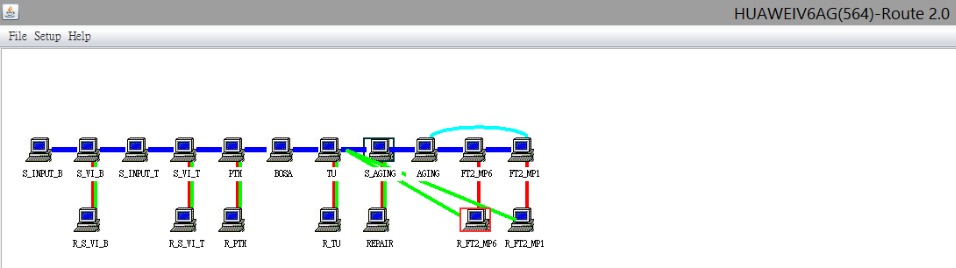 HUAWEIV6AG(564)-Route 2.0
File Setup Help
S_INPUT_B S_VI_B S_INPUT_T S_VI_T PTH BOSA TU S_AGING AGING FT2_MP6 FT2_MP1
R_S_VI_B R_S_VI_T R_PTH R_TU REPAIR R_FT2_MP6 R_FT2_MP1